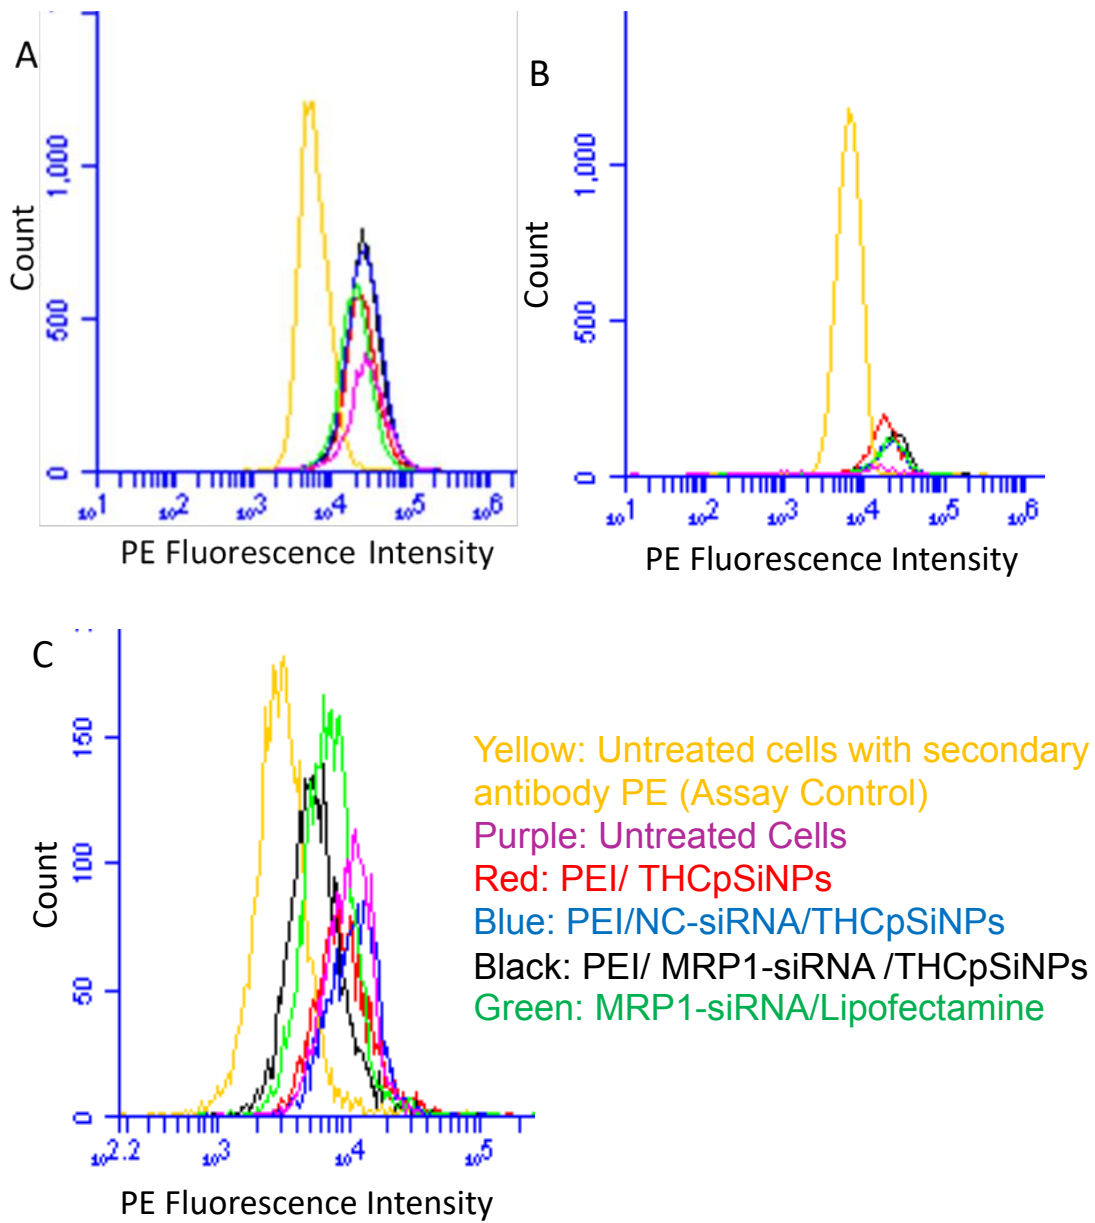 A
Count
1,000
500
0
10^1 10^2 10^3 10^4 10^5 10^6
PE Fluorescence Intensity
B
Count
1,000
500
0
10^1 10^2 10^3 10^4 10^5 10^6
PE Fluorescence Intensity
C
Count
150
100
50
0
10^2.2 10^3 10^4 10^5
PE Fluorescence Intensity
Yellow: Untreated cells with secondary
antibody PE (Assay Control)
Purple: Untreated Cells
Red: PEI/ THCpSiNPs
Blue: PEI/NC-siRNA/THCpSiNPs
Black: PEI/ MRP1-siRNA /THCpSiNPs
Green: MRP1-siRNA/Lipofectamine